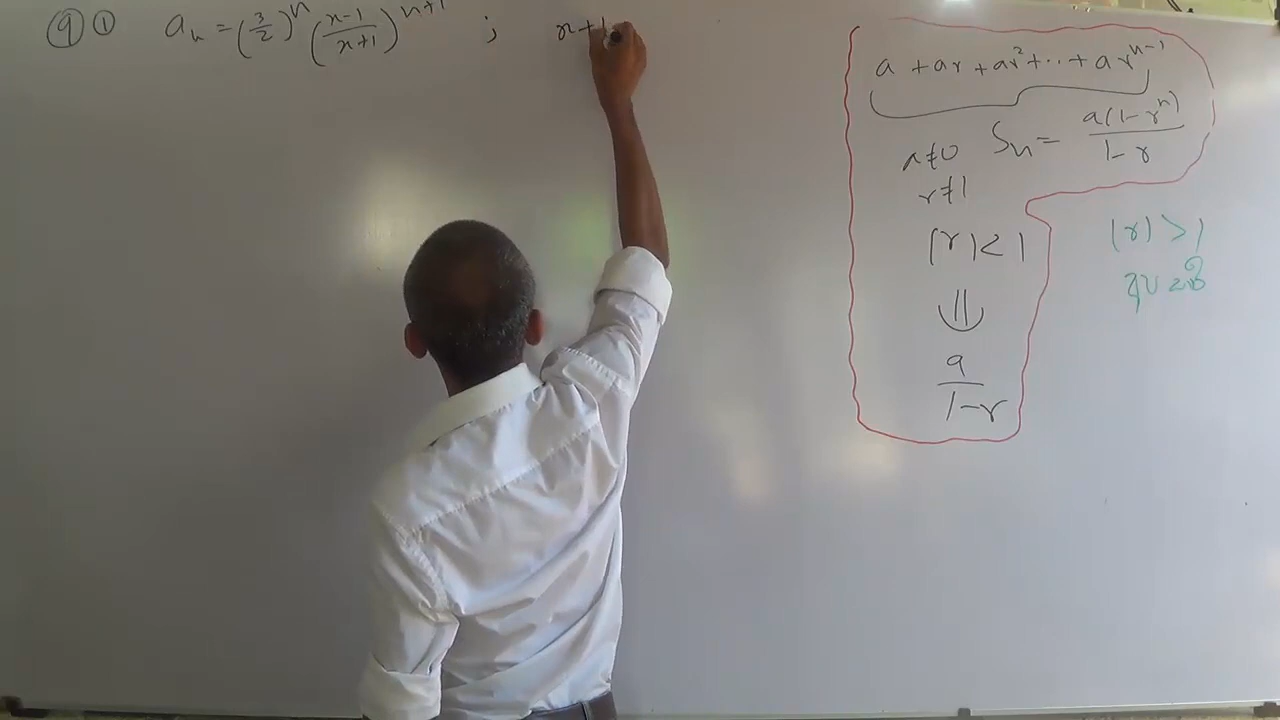 ⑨ ① aₙ = (3/2)ⁿ ((x-1)/(x+1))ⁿ⁺¹ ; x+1
a + ar + ar² + ... + arⁿ⁻¹
a≠0 Sₙ = a(1-rⁿ)/(1-r)
r≠1
|r| < 1
⇓
a/(1-r)
|r| > 1